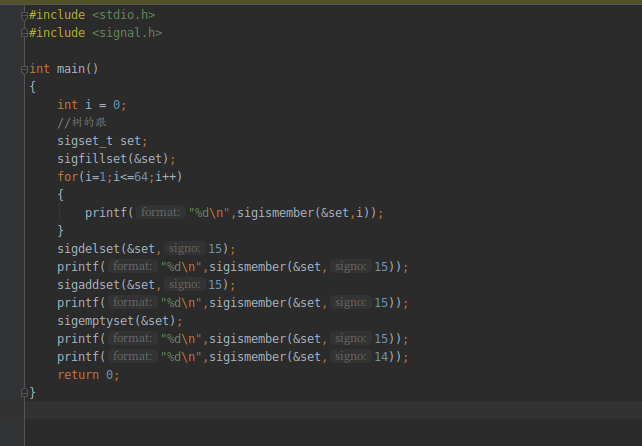 #include <stdio.h>
#include <signal.h>
int main()
{
int i = 0;
//树的跟
sigset_t set;
sigfillset(&set);
for(i=1;i<=64;i++)
{
printf( format: "%d\n",sigismember(&set,i));
}
sigdelset(&set, signo: 15);
printf( format: "%d\n",sigismember(&set, signo: 15));
sigaddset(&set, signo: 15);
printf( format: "%d\n",sigismember(&set, signo: 15));
sigemptyset(&set);
printf( format: "%d\n",sigismember(&set, signo: 15));
printf( format: "%d\n",sigismember(&set, signo: 14));
return 0;
}